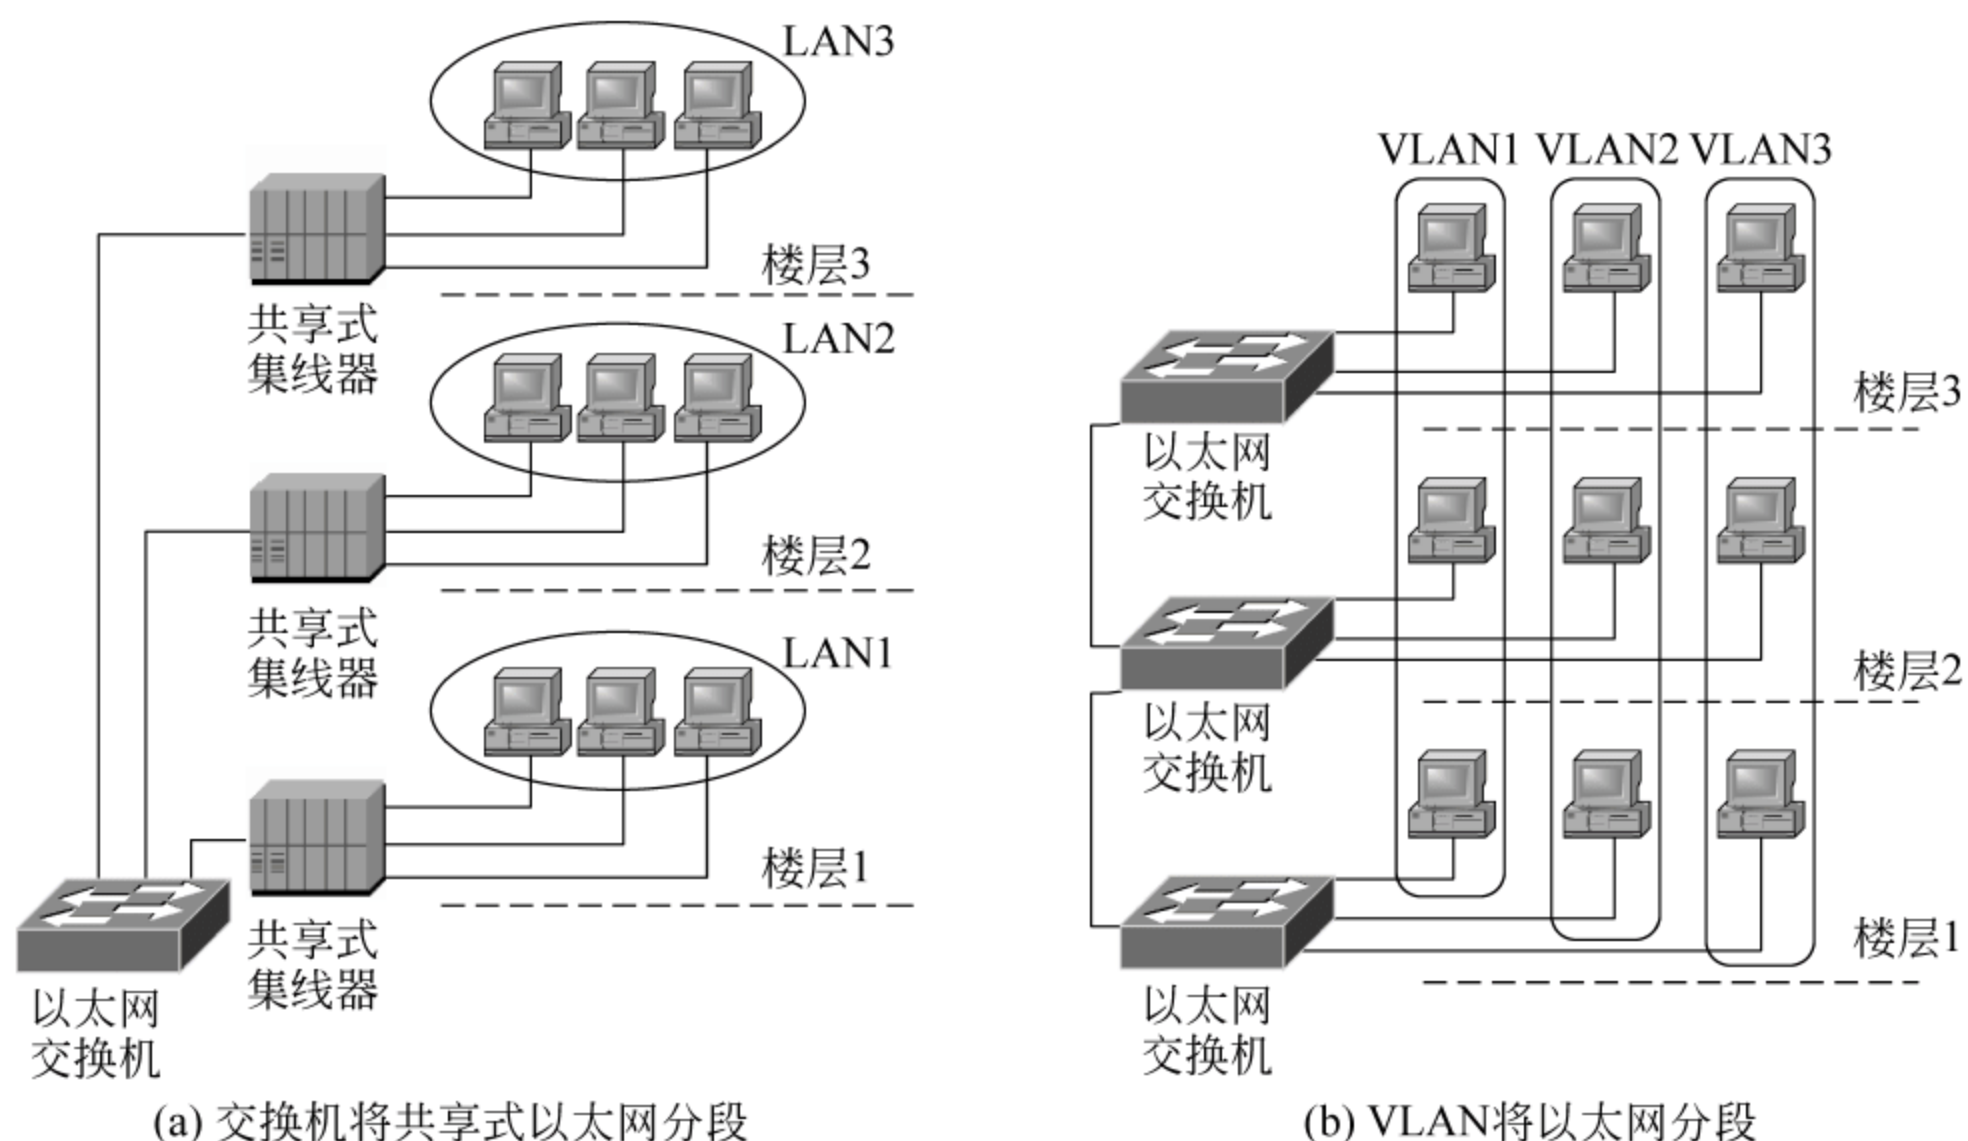 LAN3
楼层3
共享式
集线器
LAN2
楼层2
共享式
集线器
LAN1
楼层1
共享式
集线器
以太网
交换机
(a) 交换机将共享式以太网分段
VLAN1 VLAN2 VLAN3
楼层3
以太网
交换机
楼层2
以太网
交换机
楼层1
以太网
交换机
(b) VLAN将以太网分段